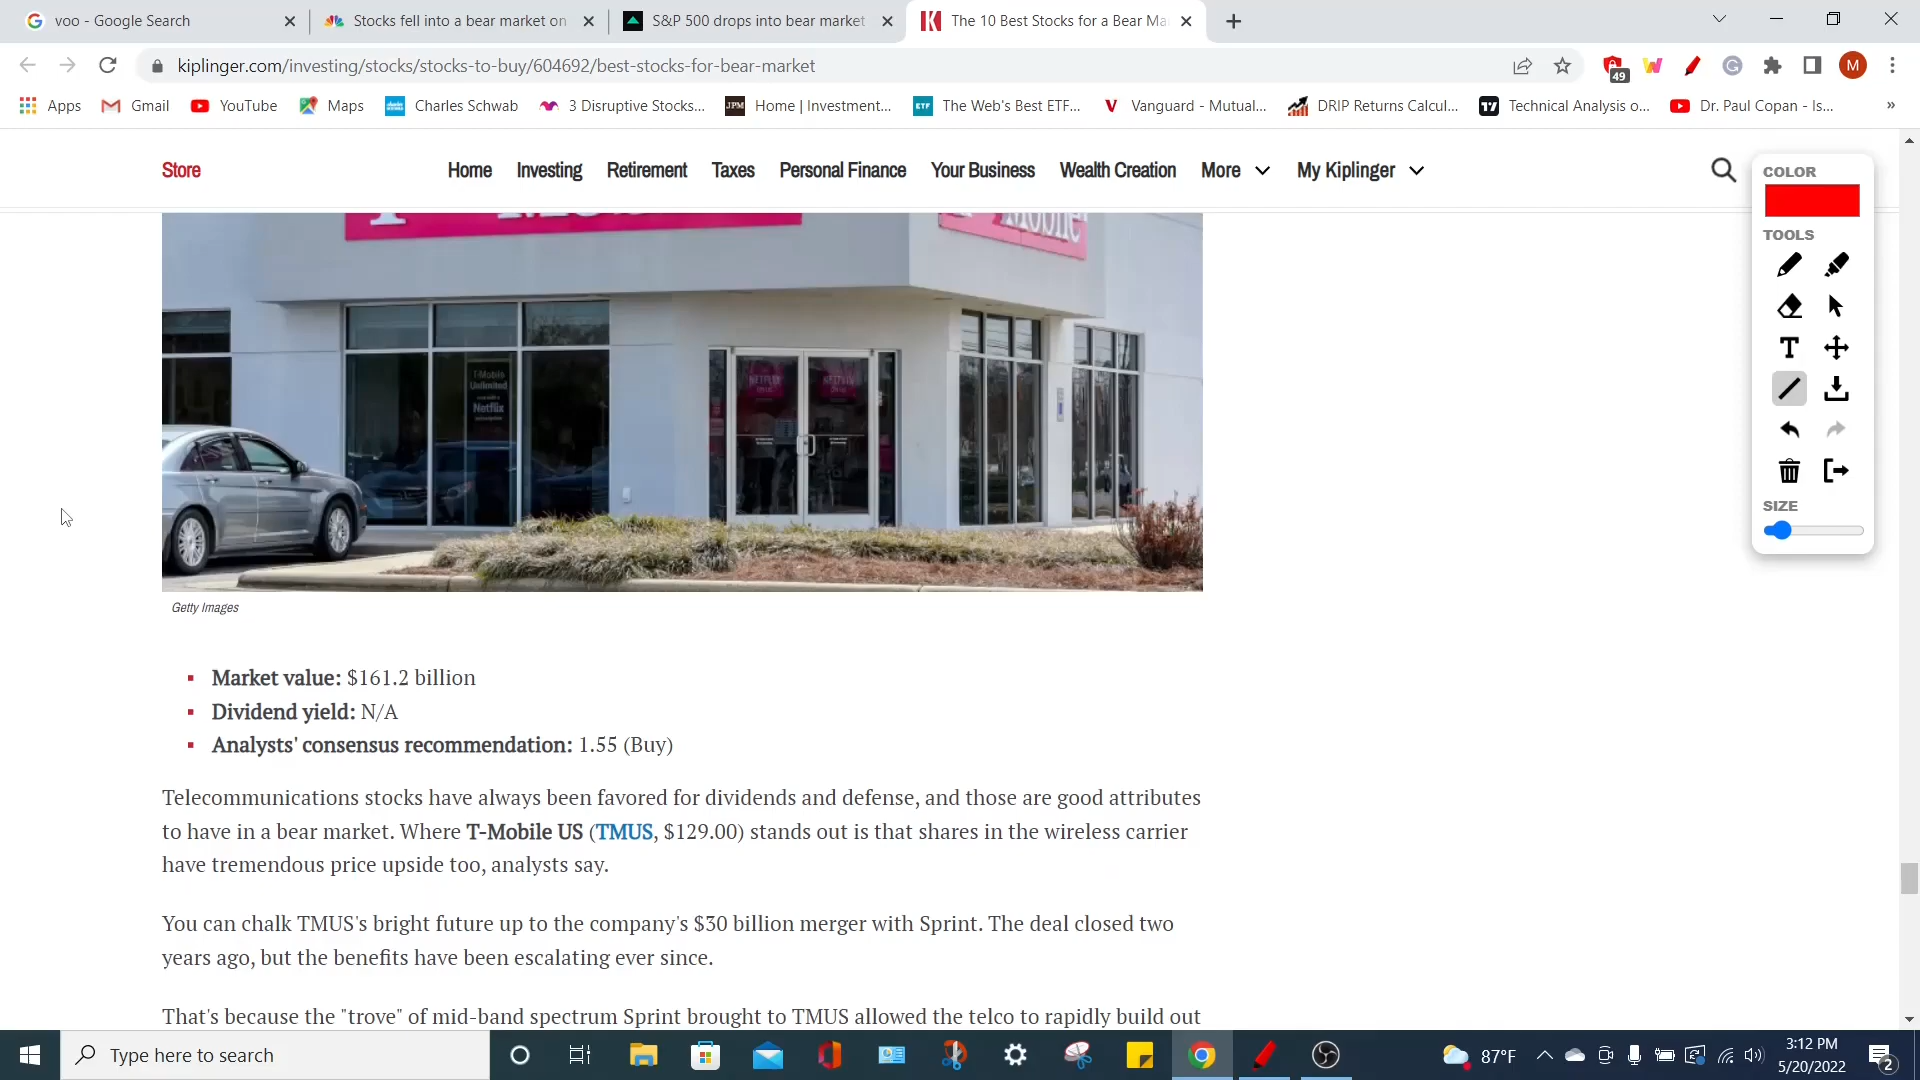 voo - Google Search
Stocks fell into a bear market on
S&P 500 drops into bear market
The 10 Best Stocks for a Bear Ma
kiplinger.com/investing/stocks/stocks-to-buy/604692/best-stocks-for-bear-market
49
M
Apps
Gmail
YouTube
Maps
Charles Schwab
3 Disruptive Stocks...
JPM
Home | Investment...
ETF
The Web's Best ETF...
Vanguard - Mutual...
DRIP Returns Calcul...
Technical Analysis o...
Dr. Paul Copan - Is...
»
Store
Home
Investing
Retirement
Taxes
Personal Finance
Your Business
Wealth Creation
More
My Kiplinger
COLOR
TOOLS
SIZE
Mobile
T-Mobile
Unlimited
Netflix
NETFLIX
Getty Images
▪ Market value: $161.2 billion
▪ Dividend yield: N/A
▪ Analysts' consensus recommendation: 1.55 (Buy)
Telecommunications stocks have always been favored for dividends and defense, and those are good attributes
to have in a bear market. Where T-Mobile US (TMUS, $129.00) stands out is that shares in the wireless carrier
have tremendous price upside too, analysts say.
You can chalk TMUS's bright future up to the company's $30 billion merger with Sprint. The deal closed two
years ago, but the benefits have been escalating ever since.
That's because the "trove" of mid-band spectrum Sprint brought to TMUS allowed the telco to rapidly build out
Type here to search
87°F
3:12 PM
5/20/2022
2